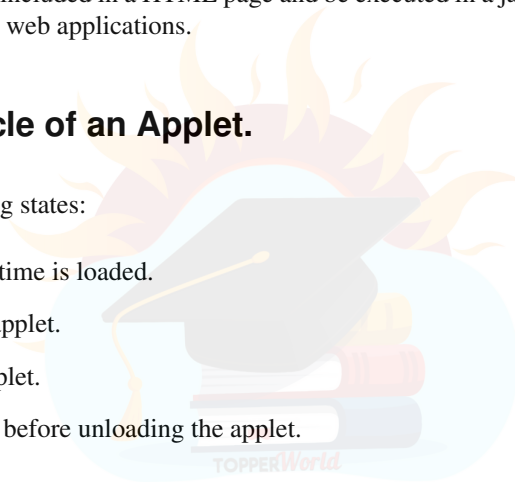 included in a HTML page and be executed in a
web applications.
cle of an Applet.
g states:
time is loaded.
applet.
plet.
before unloading the applet.
TOPPERWorld